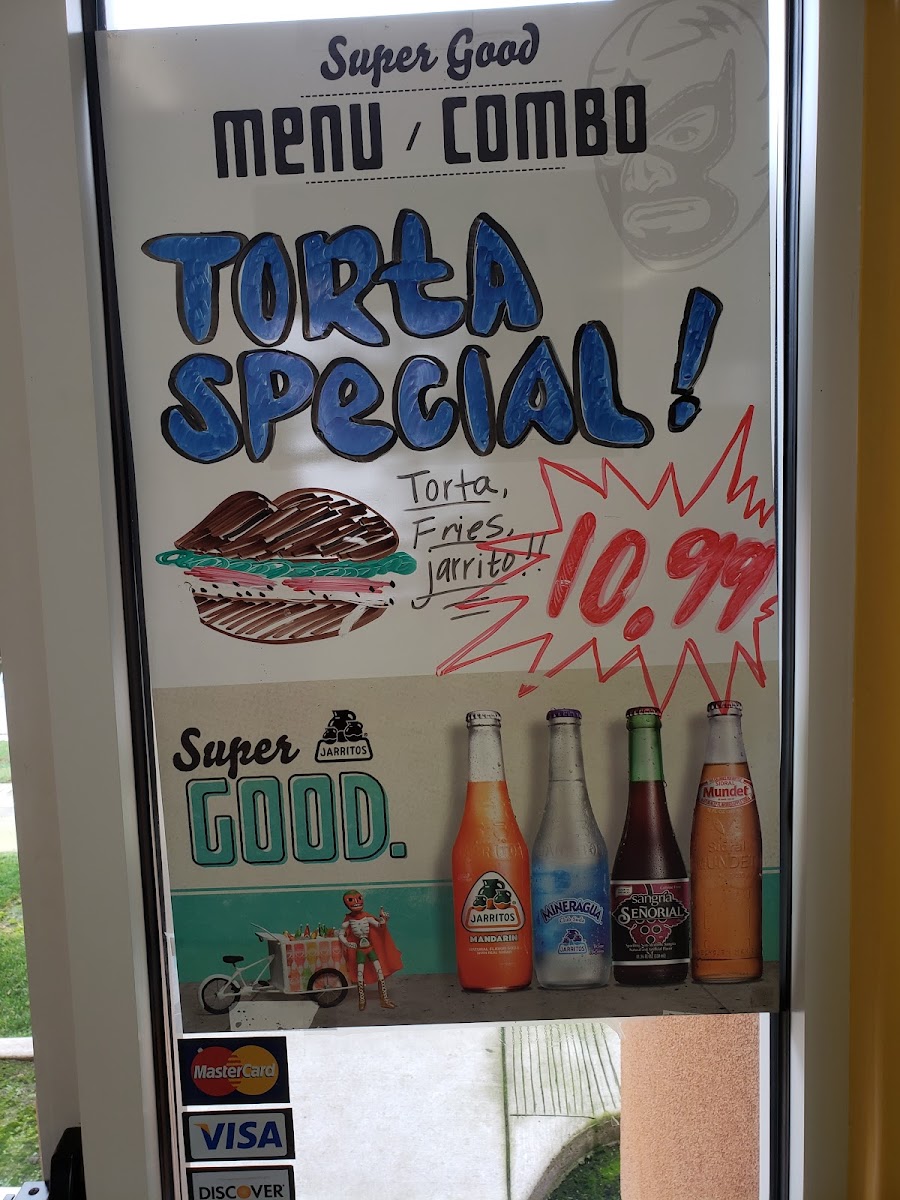 Super Good
MENU / COMBO
TORTA
SPECIAL!
Torta,
Fries,
jarrito!!
10.99
Super
JARRITOS
GOOD.
JARRITOS
MANDARIN
MINERAGUA
JARRITOS
sangría
SEÑORIAL
Mundet
MasterCard
VISA
DISCOVER